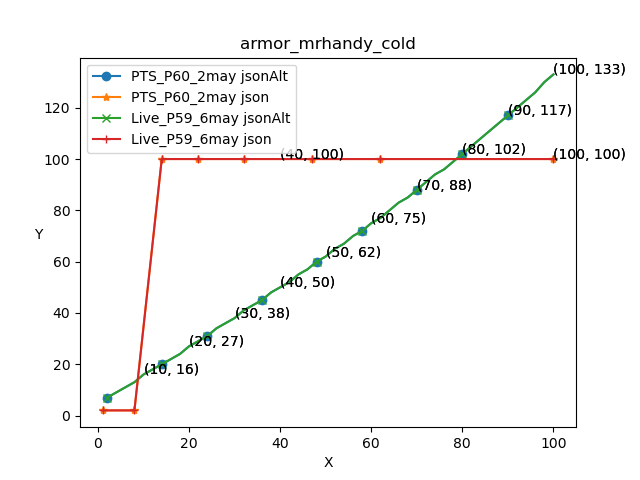 armor_mrhandy_cold
PTS_P60_2may jsonAlt
PTS_P60_2may json
Live_P59_6may jsonAlt
Live_P59_6may json
(100, 133)
(90, 117)
(80, 102)
(40, 100)
(100, 100)
(70, 88)
(60, 75)
(50, 62)
(40, 50)
(30, 38)
(20, 27)
(10, 16)
120
100
80
60
40
20
0
Y
0 20 40 60 80 100
X